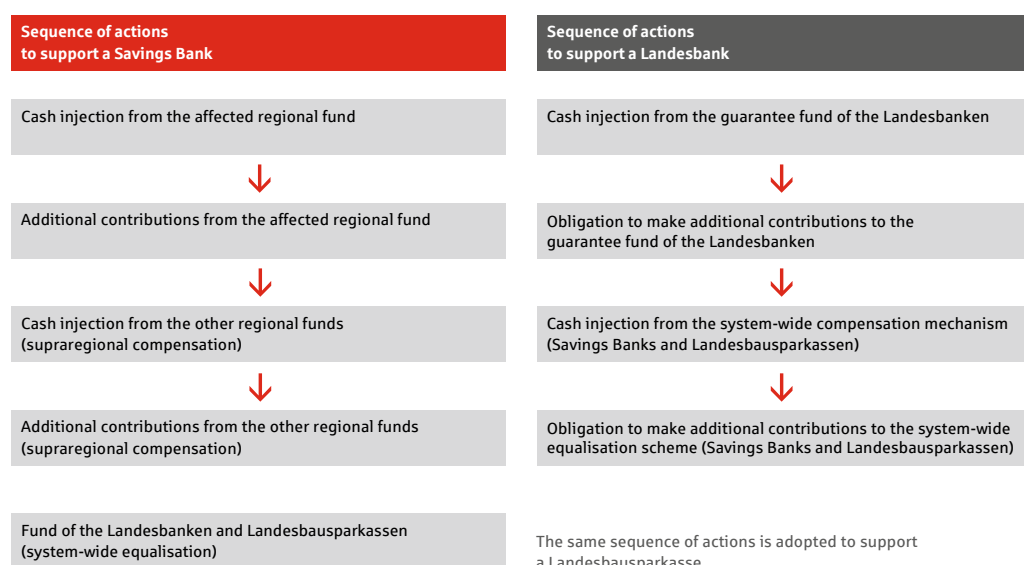 Sequence of actions
to support a Savings Bank
Cash injection from the affected regional fund
Additional contributions from the affected regional fund
Cash injection from the other regional funds
(supraregional compensation)
Additional contributions from the other regional funds
(supraregional compensation)
Fund of the Landesbanken and Landesbausparkassen
(system-wide equalisation)
Sequence of actions
to support a Landesbank
Cash injection from the guarantee fund of the Landesbanken
Obligation to make additional contributions to the
guarantee fund of the Landesbanken
Cash injection from the system-wide compensation mechanism
(Savings Banks and Landesbausparkassen)
Obligation to make additional contributions to the system-wide
equalisation scheme (Savings Banks and Landesbausparkassen)
The same sequence of actions is adopted to support
a Landesbausparkasse